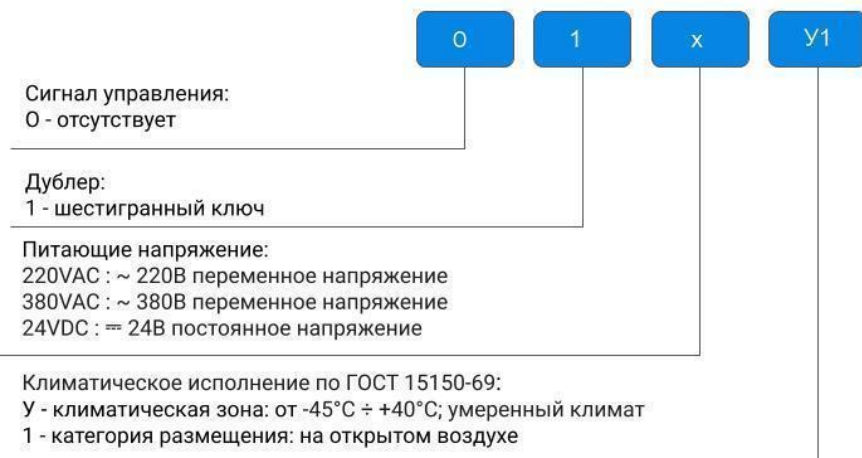 0 1 x У1
Сигнал управления:
0 - отсутствует
Дублер:
1 - шестигранный ключ
Питающие напряжение:
220VAC : ~ 220В переменное напряжение
380VAC : ~ 380В переменное напряжение
24VDC : ⎓ 24В постоянное напряжение
Климатическое исполнение по ГОСТ 15150-69:
У - климатическая зона: от -45°C ÷ +40°C; умеренный климат
1 - категория размещения: на открытом воздухе